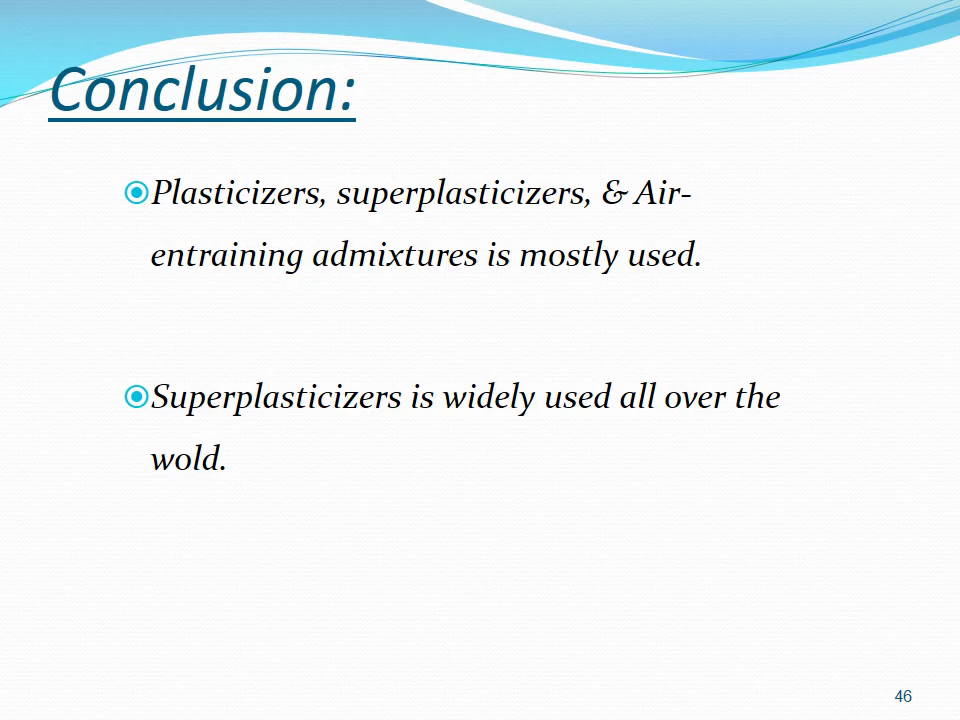 Conclusion:
Plasticizers, superplasticizers, & Air-
entraining admixtures is mostly used.
Superplasticizers is widely used all over the
wold.
46